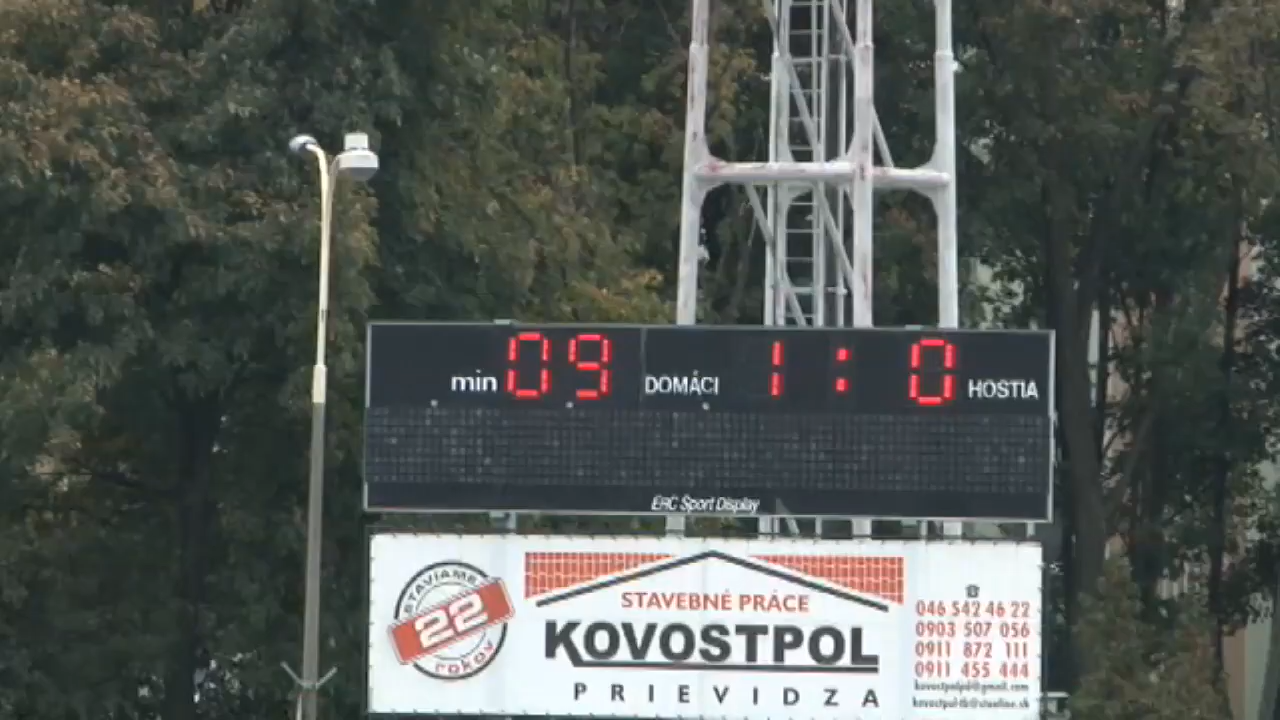 min 09 DOMÁCI 1 : 0 HOSTIA
ERC Sport Display
STAVIAME
22
rokov
STAVEBNÉ PRÁCE
KOVOSTPOL
PRIEVIDZA
046 542 46 22
0903 507 056
0911 872 111
0911 455 444